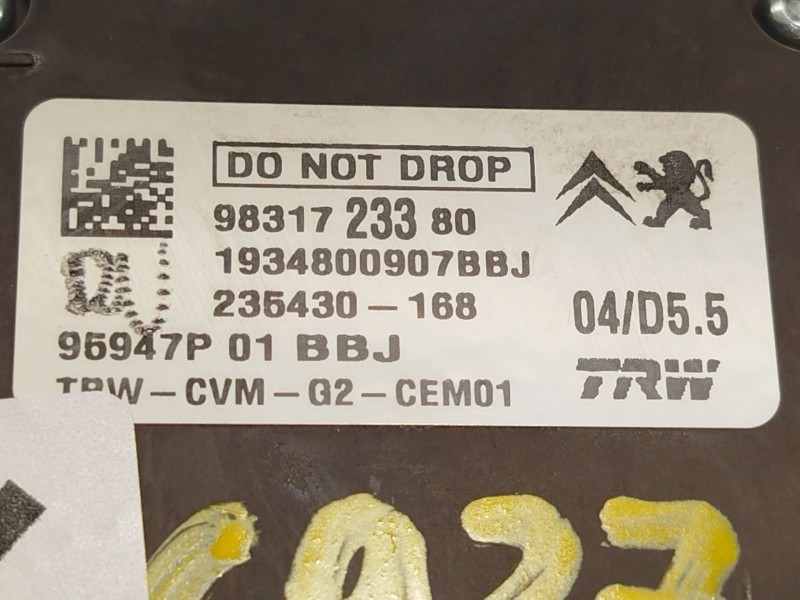 DO NOT DROP
98317 233 80
1934800907BBJ
235430-168
04/D5.5
95947P 01 BBJ
TRW-CVM-G2-CEM01
TRW